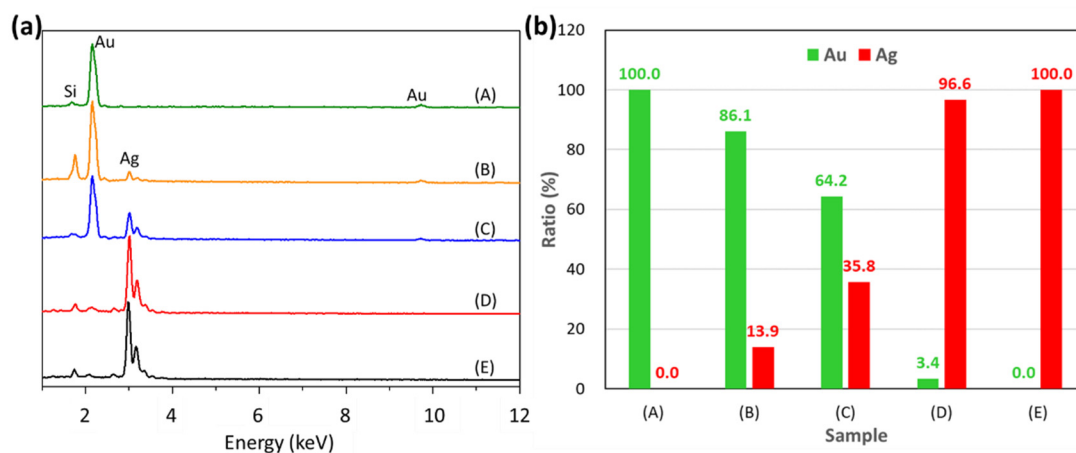 (a)
Au
Si
(A)
Au
(B)
Ag
(C)
(D)
(E)
2 4 6 8 10 12
Energy (keV)
(b)
120
Au Ag
100.0 100.0
100
96.6
86.1
80
64.2
60
Ratio (%)
40
35.8
20
13.9
3.4
0
0.0 0.0
(A) (B) (C) (D) (E)
Sample